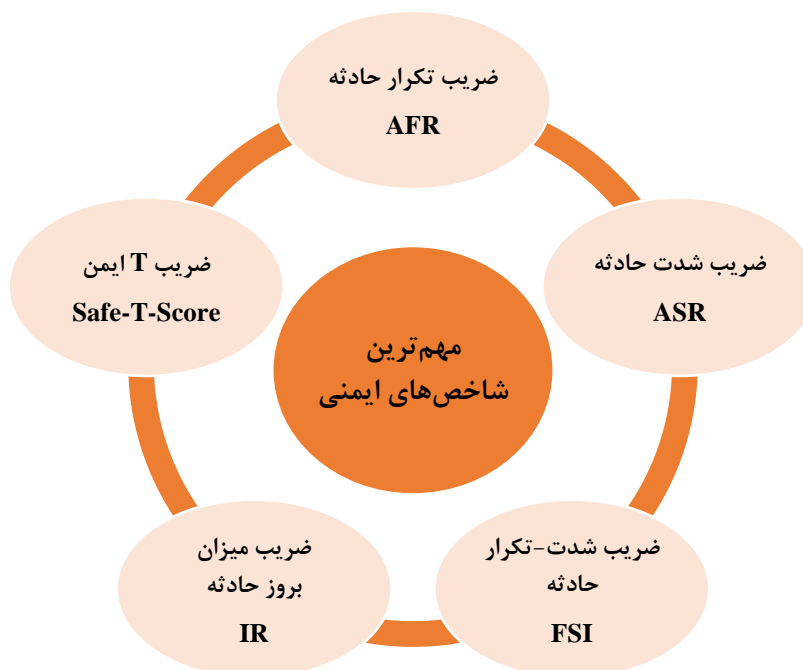 ضریب تکرار حادثه
AFR
ضریب شدت حادثه
ASR
ضریب شدت-تکرار
حادثه
FSI
ضریب میزان
بروز حادثه
IR
ضریب T ایمن
Safe-T-Score
مهم‌ترین
شاخص‌های ایمنی